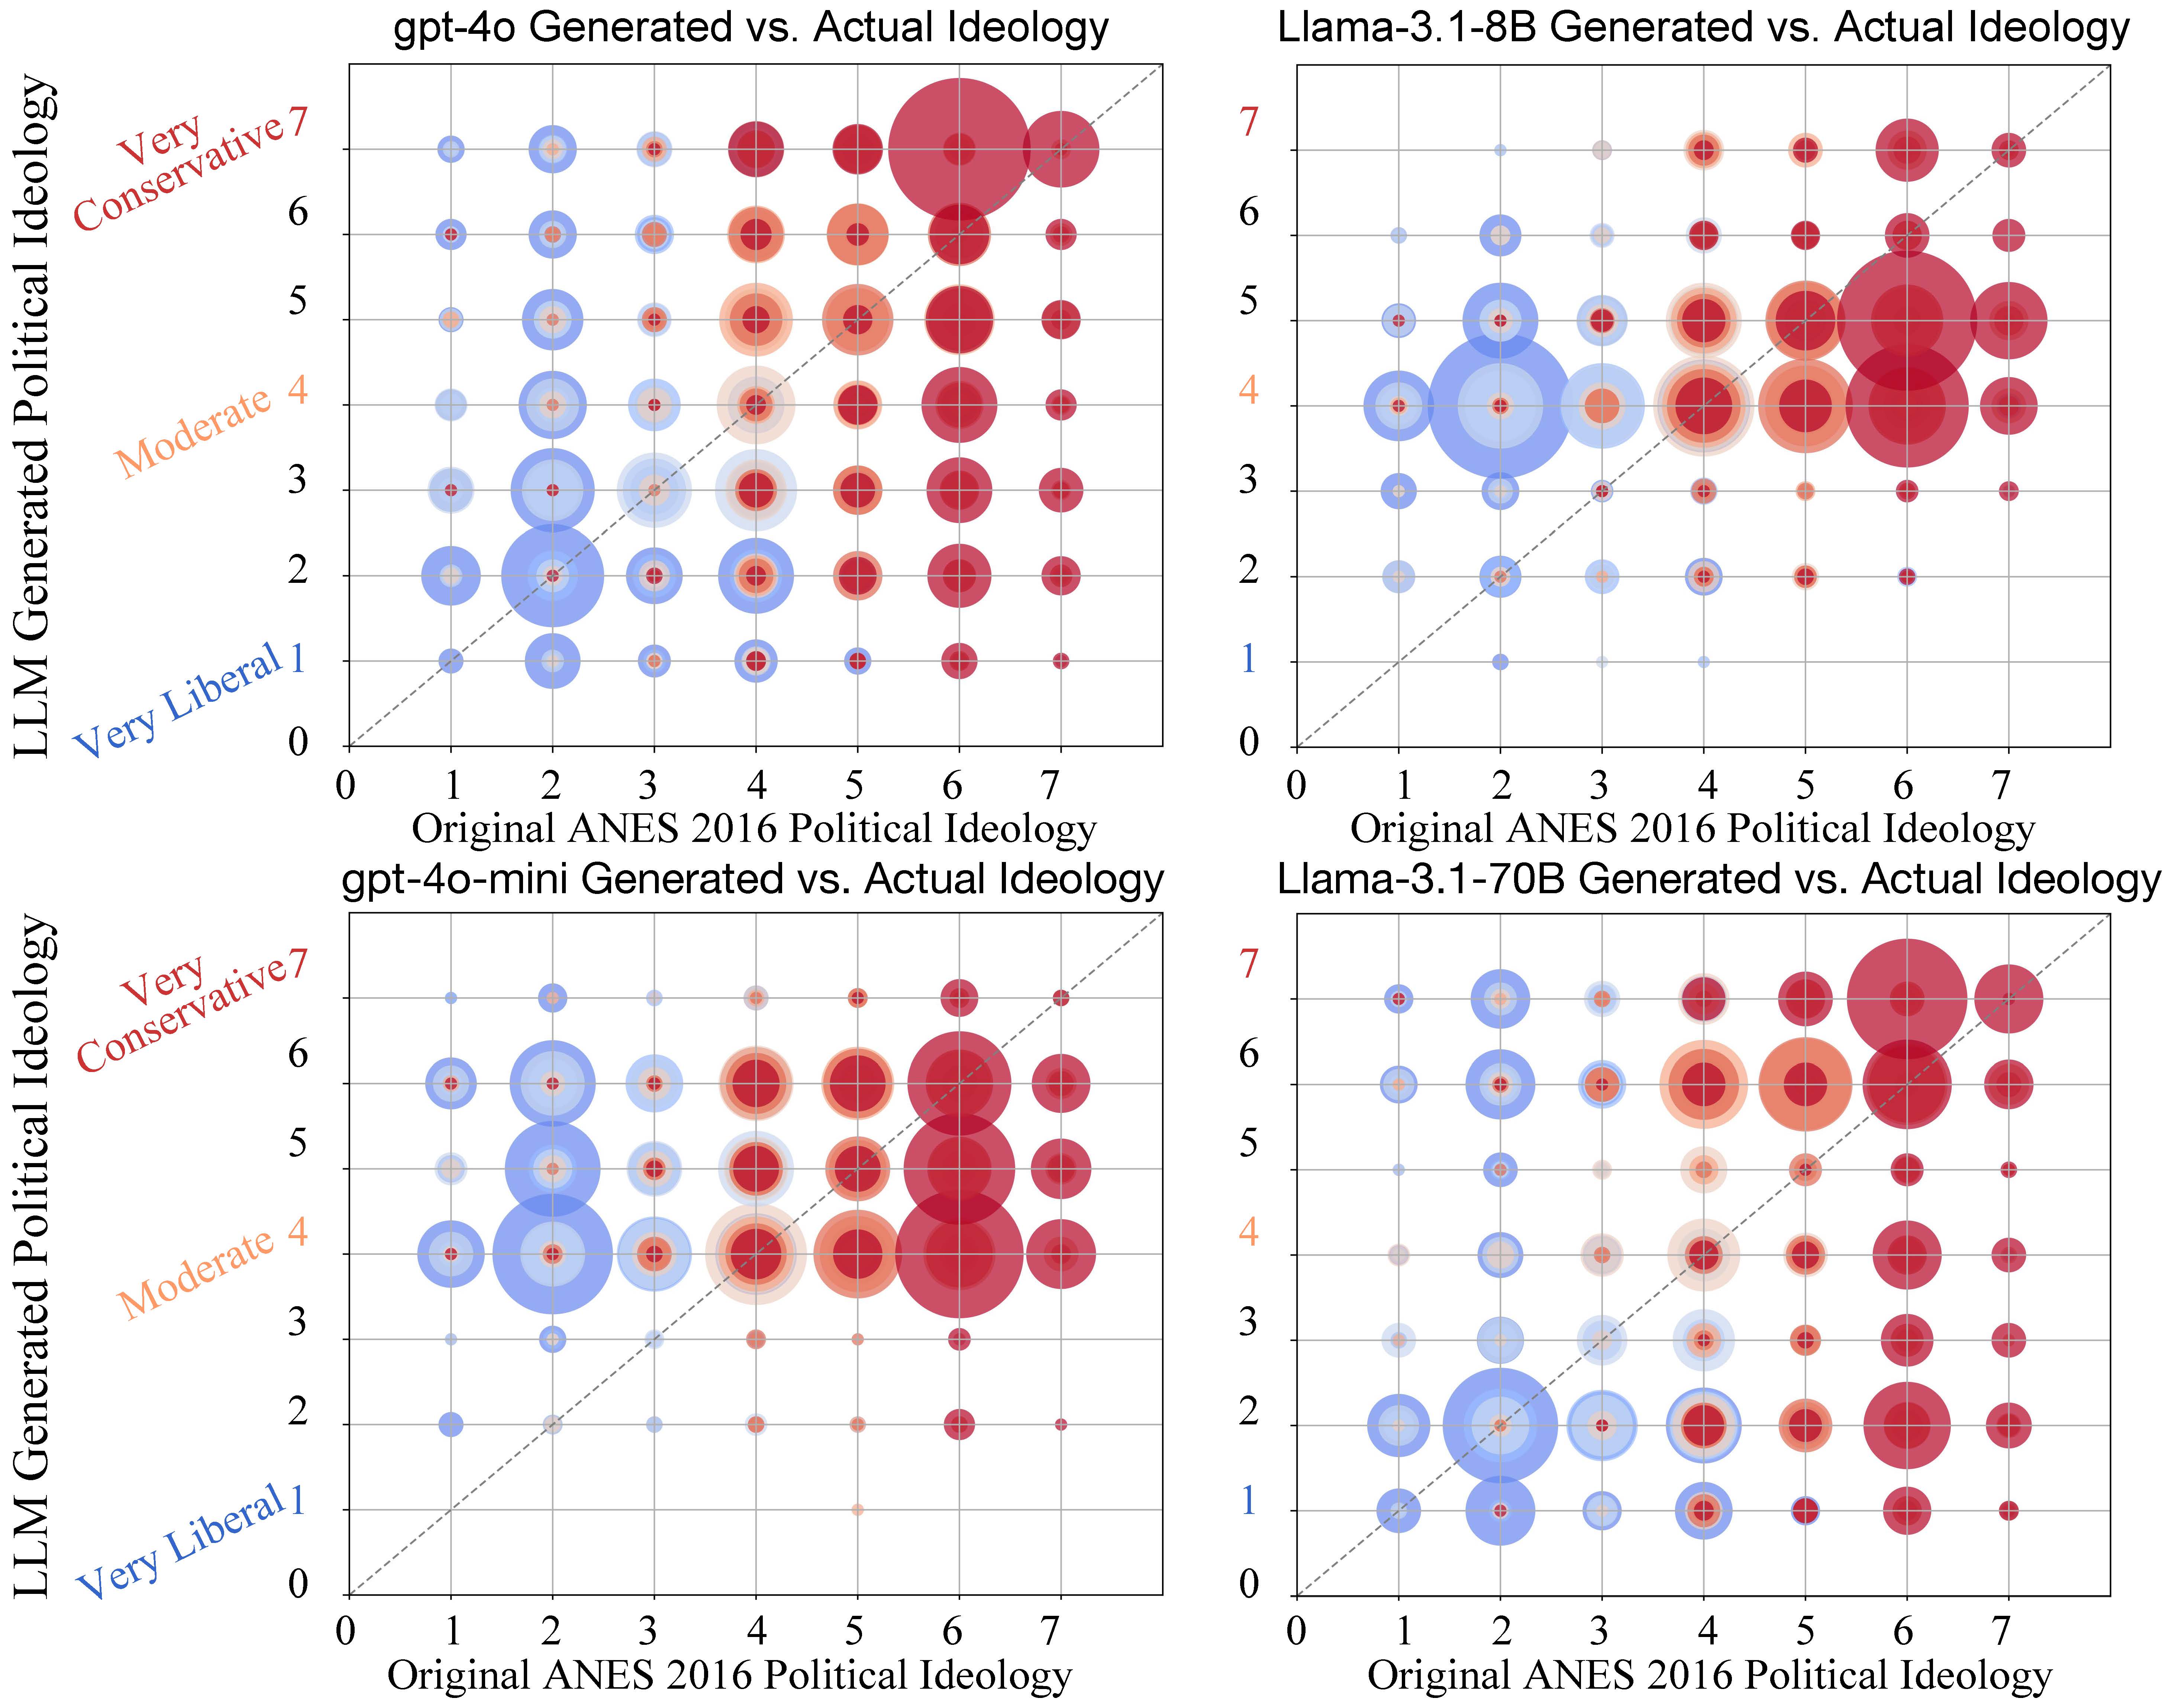 gpt-4o Generated vs. Actual Ideology
LLM Generated Political Ideology
Very
Conservative 7
6
5
Moderate 4
3
2
Very Liberal 1
0
0 1 2 3 4 5 6 7
Original ANES 2016 Political Ideology
Llama-3.1-8B Generated vs. Actual Ideology
7
6
5
4
3
2
1
0
0 1 2 3 4 5 6 7
Original ANES 2016 Political Ideology
gpt-4o-mini Generated vs. Actual Ideology
LLM Generated Political Ideology
Very
Conservative 7
6
5
Moderate 4
3
2
Very Liberal 1
0
0 1 2 3 4 5 6 7
Original ANES 2016 Political Ideology
Llama-3.1-70B Generated vs. Actual Ideology
7
6
5
4
3
2
1
0
0 1 2 3 4 5 6 7
Original ANES 2016 Political Ideology